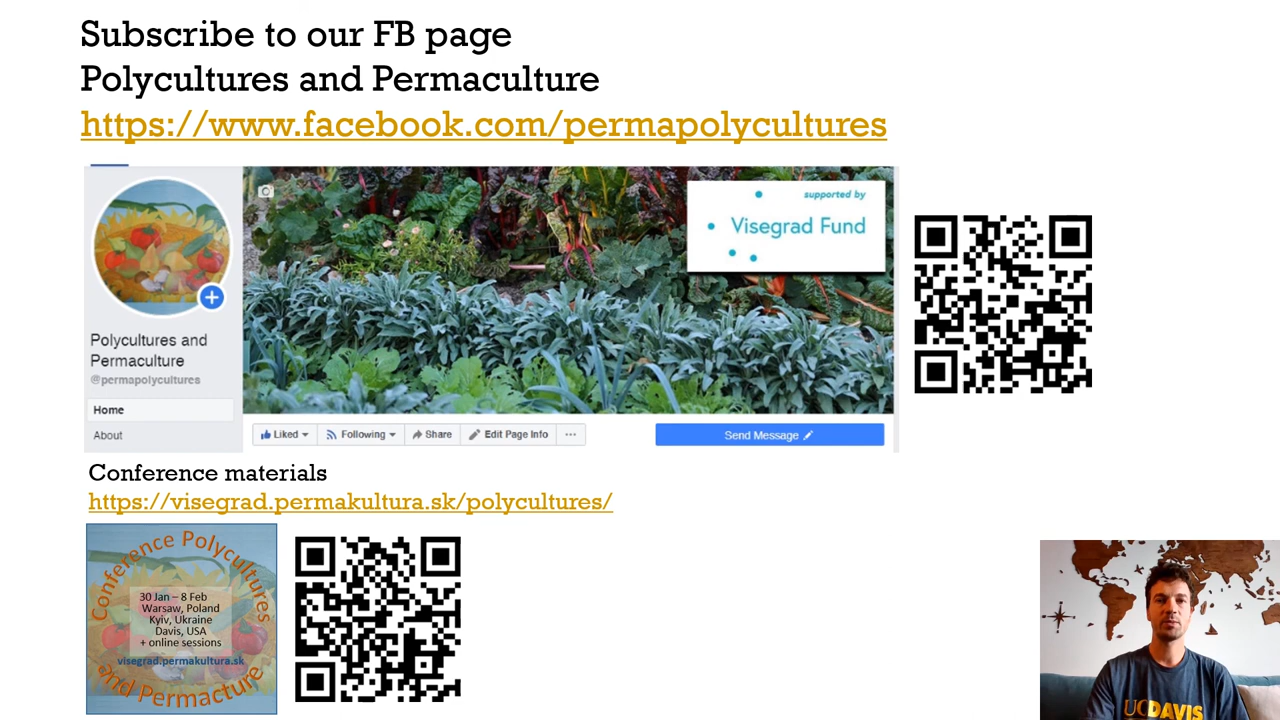 Subscribe to our FB page
Polycultures and Permaculture
https://www.facebook.com/permapolycultures
supported by
Visegrad Fund
Polycultures and
Permaculture
@permapolycultures
Home
About
Liked
Following
Share
Edit Page Info
Send Message
Conference materials
https://visegrad.permakultura.sk/polycultures/
Conference Polycultures
30 Jan – 8 Feb
Warsaw, Poland
Kyiv, Ukraine
Davis, USA
+ online sessions
visegrad.permakultura.sk
and Permacture
UC DAVIS